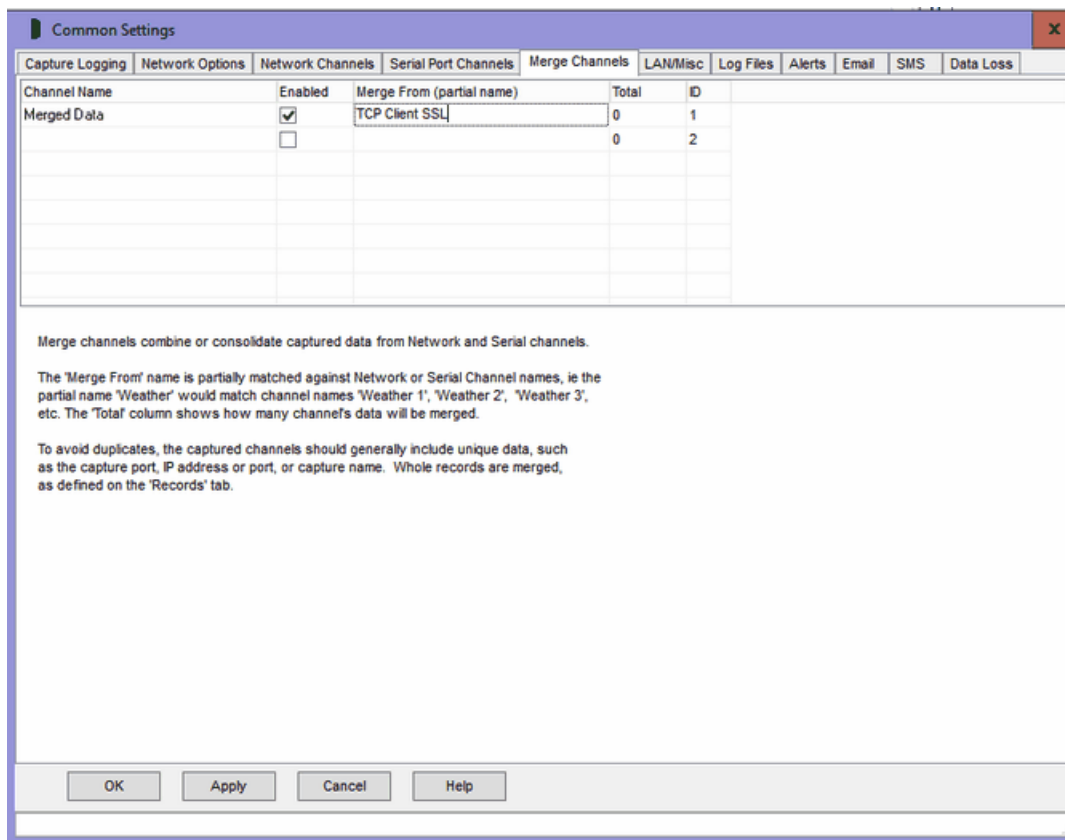 Common Settings
Capture Logging Network Options Network Channels Serial Port Channels Merge Channels LAN/Misc Log Files Alerts Email SMS Data Loss
Channel Name Enabled Merge From (partial name) Total ID
Merged Data TCP Client SSL 0 1
0 2
Merge channels combine or consolidate captured data from Network and Serial channels.
The 'Merge From' name is partially matched against Network or Serial Channel names, ie the
partial name 'Weather' would match channel names 'Weather 1', 'Weather 2', 'Weather 3',
etc. The 'Total' column shows how many channel's data will be merged.
To avoid duplicates, the captured channels should generally include unique data, such
as the capture port, IP address or port, or capture name. Whole records are merged,
as defined on the 'Records' tab.
OK Apply Cancel Help